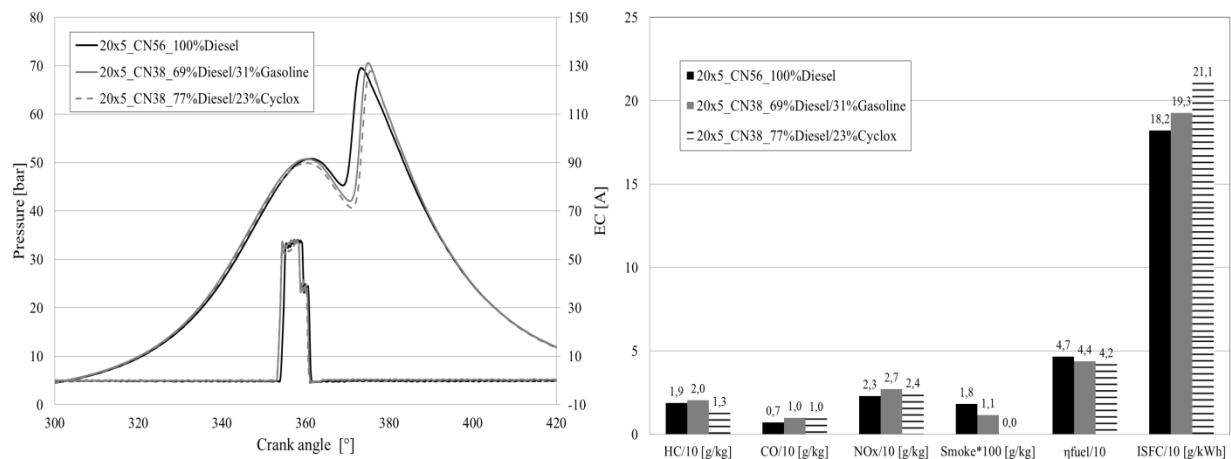 80
70
60
50
40
30
20
10
0
Pressure [bar]
150
130
110
90
70
50
30
10
-10
EC [A]
20x5_CN56_100%Diesel
20x5_CN38_69%Diesel/31%Gasoline
20x5_CN38_77%Diesel/23%Cyclox
300
320
340
360
380
400
420
Crank angle [°]
25
20
15
10
5
0
20x5_CN56_100%Diesel
20x5_CN38_69%Diesel/31%Gasoline
20x5_CN38_77%Diesel/23%Cyclox
1,9 2,0 1,3
0,7 1,0 1,0
2,3 2,7 2,4
1,8 1,1 0,0
4,7 4,4 4,2
18,2 19,3 21,1
HC/10 [g/kg]
CO/10 [g/kg]
NOx/10 [g/kg]
Smoke*100 [g/kg]
ηfuel/10
ISFC/10 [g/kWh]